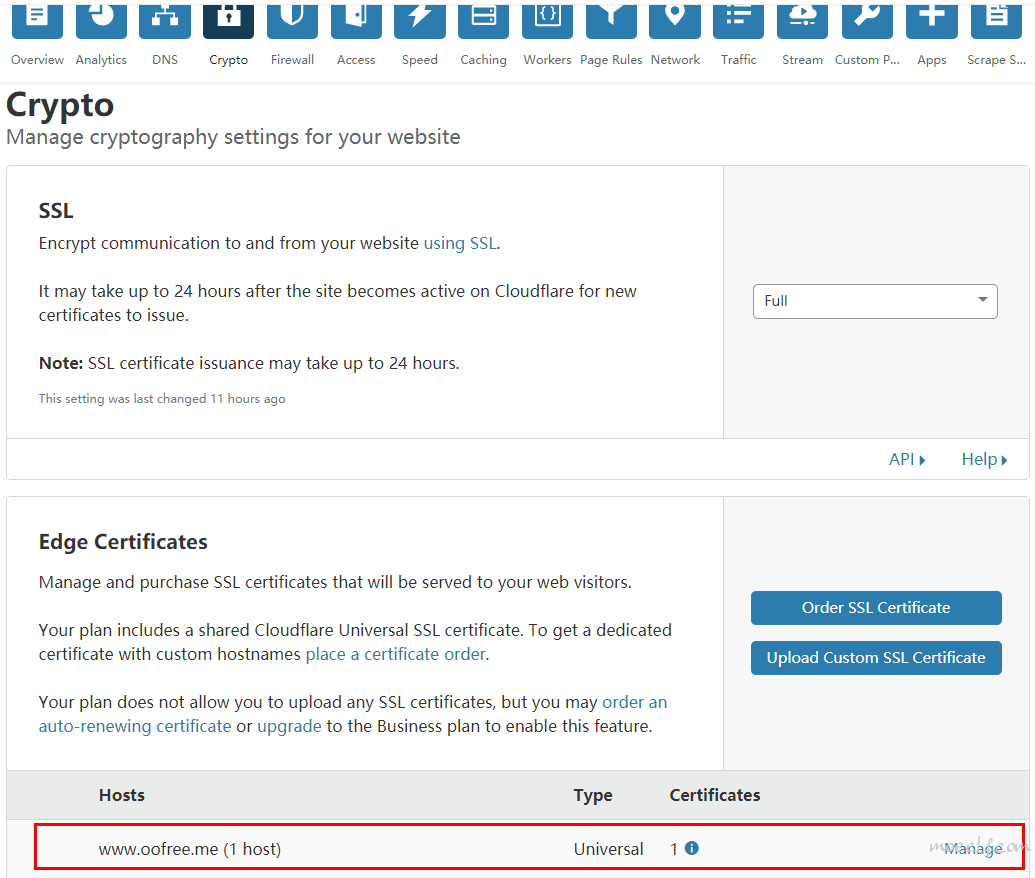 Overview Analytics DNS Crypto Firewall Access Speed Caching Workers Page Rules Network Traffic Stream Custom P... Apps Scrape S...
Crypto
Manage cryptography settings for your website
SSL
Encrypt communication to and from your website using SSL.
It may take up to 24 hours after the site becomes active on Cloudflare for new
certificates to issue.
Full
Note: SSL certificate issuance may take up to 24 hours.
This setting was last changed 11 hours ago
API Help
Edge Certificates
Manage and purchase SSL certificates that will be served to your web visitors.
Order SSL Certificate
Your plan includes a shared Cloudflare Universal SSL certificate. To get a dedicated
certificate with custom hostnames place a certificate order.
Upload Custom SSL Certificate
Your plan does not allow you to upload any SSL certificates, but you may order an
auto-renewing certificate or upgrade to the Business plan to enable this feature.
Hosts Type Certificates
www.oofree.me (1 host) Universal 1 Manage